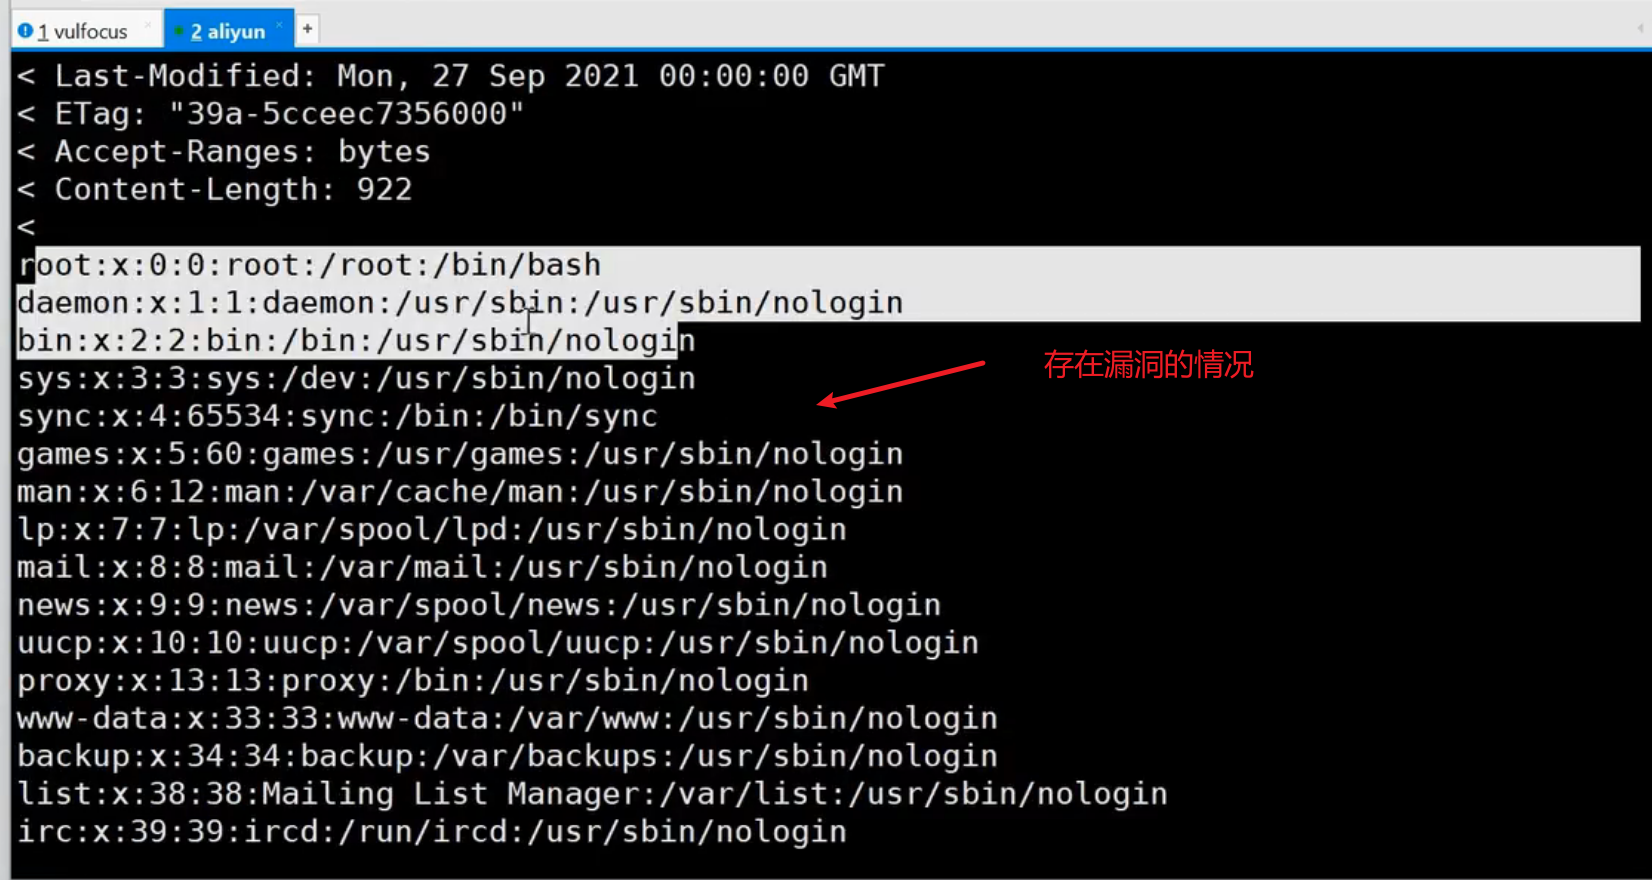 1 vulfocus
2 aliyun
+
< Last-Modified: Mon, 27 Sep 2021 00:00:00 GMT
< ETag: "39a-5cceec7356000"
< Accept-Ranges: bytes
< Content-Length: 922
<
root:x:0:0:root:/root:/bin/bash
daemon:x:1:1:daemon:/usr/sbin:/usr/sbin/nologin
bin:x:2:2:bin:/bin:/usr/sbin/nologin
sys:x:3:3:sys:/dev:/usr/sbin/nologin
存在漏洞的情况
sync:x:4:65534:sync:/bin:/bin/sync
games:x:5:60:games:/usr/games:/usr/sbin/nologin
man:x:6:12:man:/var/cache/man:/usr/sbin/nologin
lp:x:7:7:lp:/var/spool/lpd:/usr/sbin/nologin
mail:x:8:8:mail:/var/mail:/usr/sbin/nologin
news:x:9:9:news:/var/spool/news:/usr/sbin/nologin
uucp:x:10:10:uucp:/var/spool/uucp:/usr/sbin/nologin
proxy:x:13:13:proxy:/bin:/usr/sbin/nologin
www-data:x:33:33:www-data:/var/www:/usr/sbin/nologin
backup:x:34:34:backup:/var/backups:/usr/sbin/nologin
list:x:38:38:Mailing List Manager:/var/list:/usr/sbin/nologin
irc:x:39:39:ircd:/run/ircd:/usr/sbin/nologin